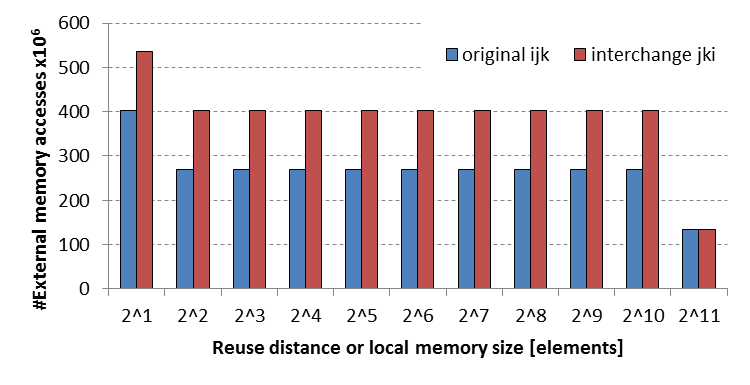 #External memory accesses x10⁶
600
500
400
300
200
100
0
original ijk
interchange jki
2^1 2^2 2^3 2^4 2^5 2^6 2^7 2^8 2^9 2^10 2^11
Reuse distance or local memory size [elements]